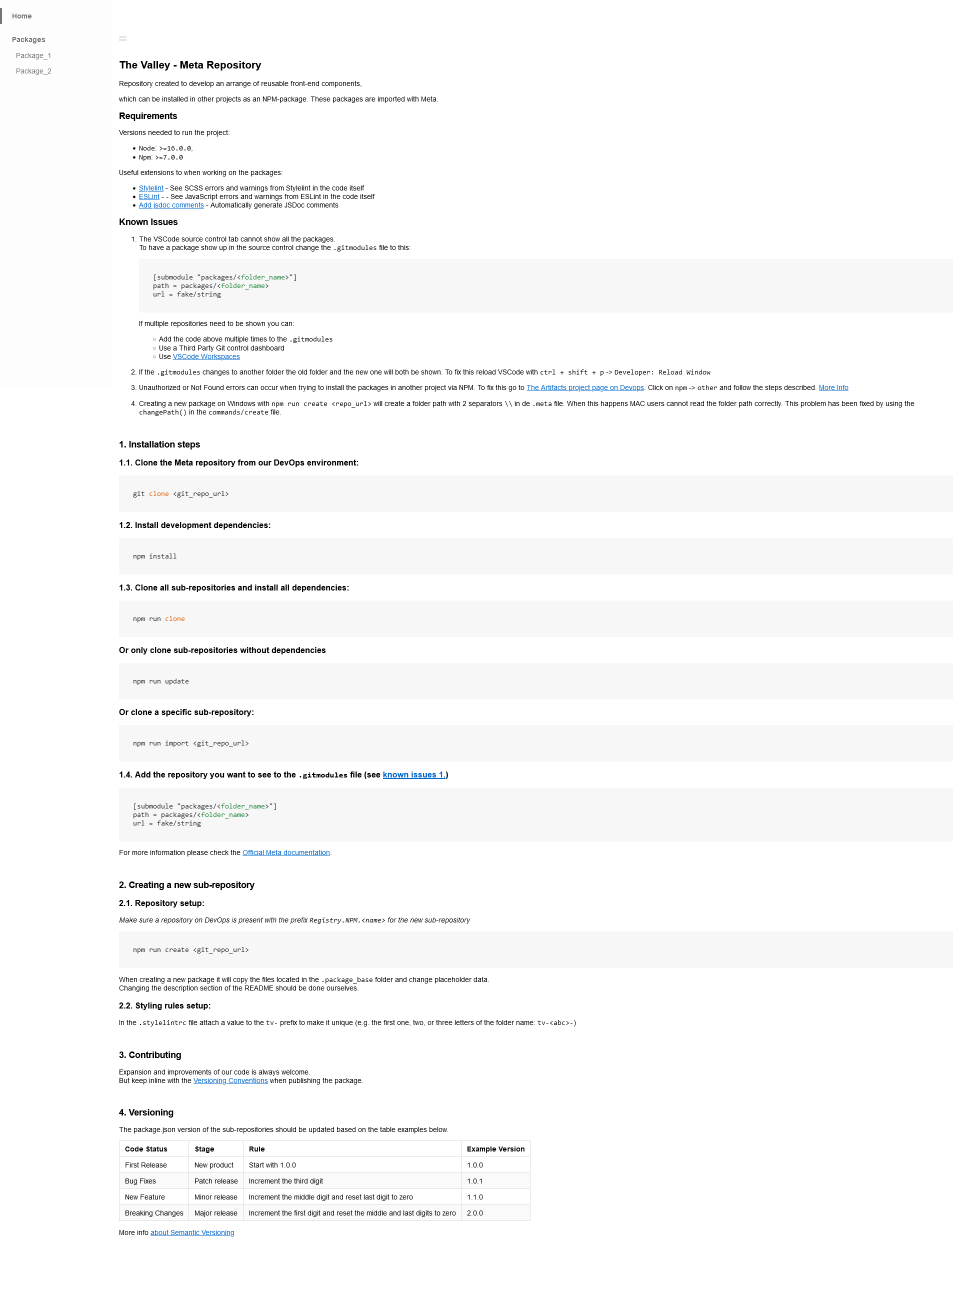 Home
Packages
Package_1
Package_2
The Valley - Meta Repository
Repository created to develop an arrange of reusable front-end components,
which can be installed in other projects as an NPM-package. These packages are imported with Meta.
Requirements
Versions needed to run the project:
• Node: >=16.0.0,
• Npm: >=7.0.0
Useful extensions to when working on the packages:
• Stylelint - See SCSS errors and warnings from Stylelint in the code itself
• ESLint - - See JavaScript errors and warnings from ESLint in the code itself
• Add jsdoc comments - Automatically generate JSDoc comments
Known Issues
1. The VSCode source control tab cannot show all the packages.
To have a package show up in the source control change the .gitmodules file to this:
[submodule "packages/<folder_name>"]
path = packages/<folder_name>
url = fake/string
If multiple repositories need to be shown you can:
○ Add the code above multiple times to the .gitmodules
○ Use a Third Party Git control dashboard
○ Use VSCode Workspaces
2. If the .gitmodules changes to another folder the old folder and the new one will both be shown. To fix this reload VSCode with ctrl + shift + p -> Developer: Reload Window
3. Unauthorized or Not Found errors can occur when trying to install the packages in another project via NPM. To fix this go to The Artifacts project page on Devops. Click on npm -> other and follow the steps described. More Info
4. Creating a new package on Windows with npm run create <repo_url> will create a folder path with 2 separators \\ in de .meta file. When this happens MAC users cannot read the folder path correctly. This problem has been fixed by using the
changePath() in the commands/create file.
1. Installation steps
1.1. Clone the Meta repository from our DevOps environment:
git clone <git_repo_url>
1.2. Install development dependencies:
npm install
1.3. Clone all sub-repositories and install all dependencies:
npm run clone
Or only clone sub-repositories without dependencies
npm run update
Or clone a specific sub-repository:
npm run import <git_repo_url>
1.4. Add the repository you want to see to the .gitmodules file (see known issues 1.)
[submodule "packages/<folder_name>"]
path = packages/<folder_name>
url = fake/string
For more information please check the Official Meta documentation.
2. Creating a new sub-repository
2.1. Repository setup:
Make sure a repository on DevOps is present with the prefix Registry.NPM.<name> for the new sub-repository
npm run create <git_repo_url>
When creating a new package it will copy the files located in the .package_base folder and change placeholder data.
Changing the description section of the README should be done ourselves.
2.2. Styling rules setup:
In the .stylelintrc file attach a value to the tv- prefix to make it unique (e.g. the first one, two, or three letters of the folder name: tv-<abc>-)
3. Contributing
Expansion and improvements of our code is always welcome.
But keep inline with the Versioning Conventions when publishing the package.
4. Versioning
The package.json version of the sub-repositories should be updated based on the table examples below.
Code Status Stage Rule Example Version
First Release New product Start with 1.0.0 1.0.0
Bug Fixes Patch release Increment the third digit 1.0.1
New Feature Minor release Increment the middle digit and reset last digit to zero 1.1.0
Breaking Changes Major release Increment the first digit and reset the middle and last digits to zero 2.0.0
More info about Semantic Versioning